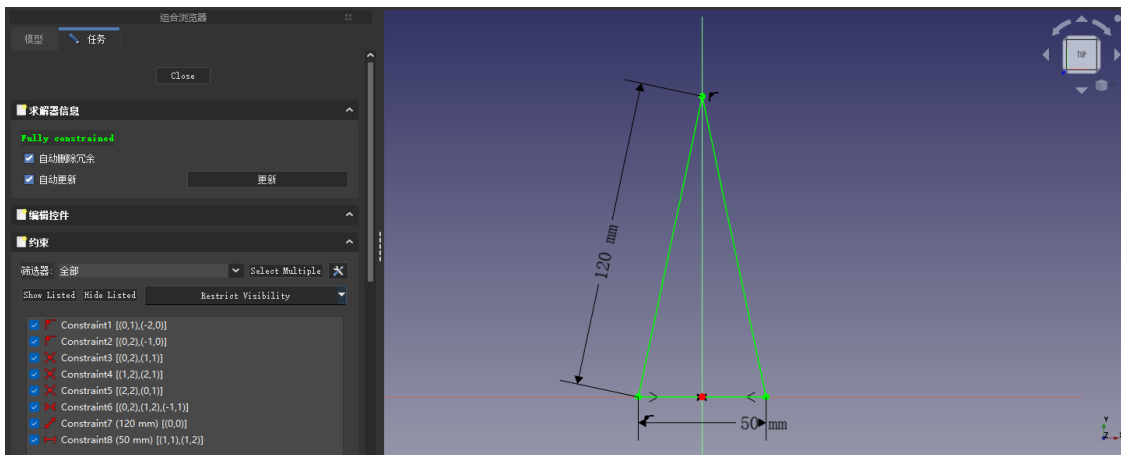 组合浏览器
模型 任务
Close
求解器信息
Fully constrained
自动删除冗余
自动更新 更新
编辑控件
约束
筛选器: 全部 Select Multiple
Show Listed Hide Listed Restrict Visibility
Constraint1 [(0,1),(-2,0)]
Constraint2 [(0,2),(-1,0)]
Constraint3 [(0,2),(1,1)]
Constraint4 [(1,2),(2,1)]
Constraint5 [(2,2),(0,1)]
Constraint6 [(0,2),(1,2),(-1,1)]
Constraint7 (120 mm) [(0,0)]
Constraint8 (50 mm) [(1,1),(1,2)]
120 mm
50 mm
TOP
Y
Z